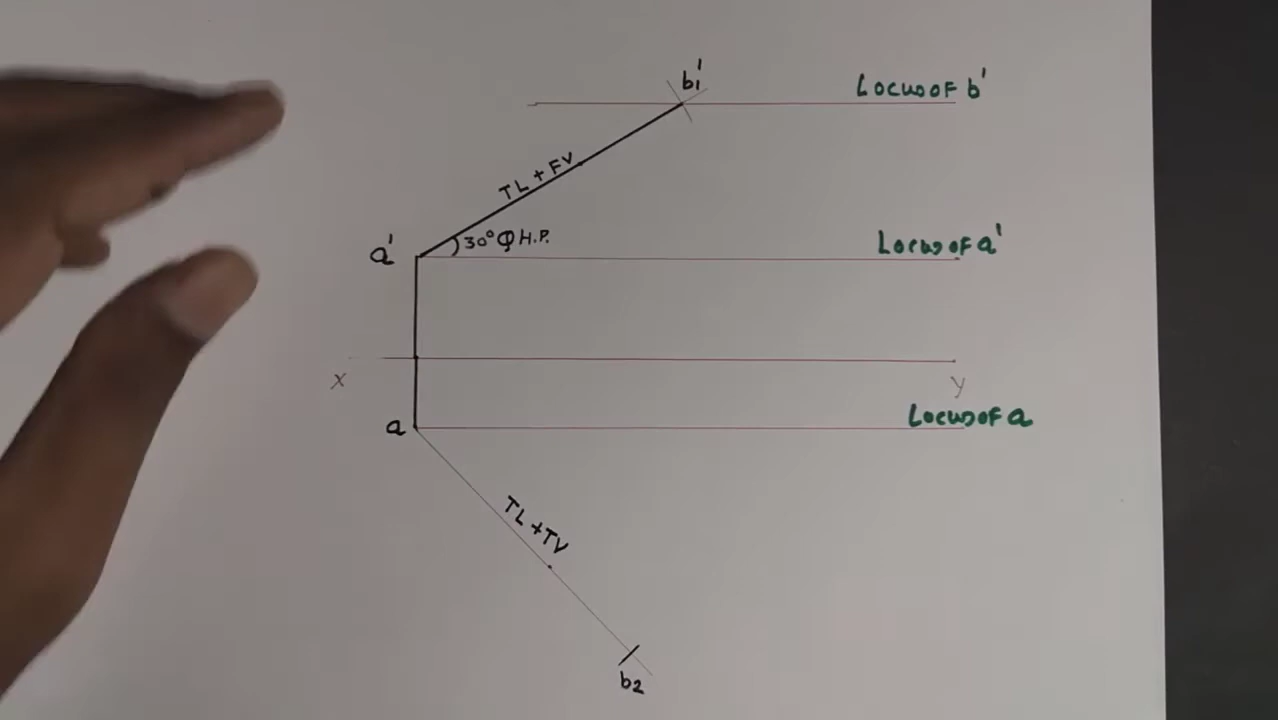 b₁'
Locus of b'
TL + FV
a'
30° Φ H.P.
Locus of a'
X
y
a
Locus of a
TL + TV
b₂